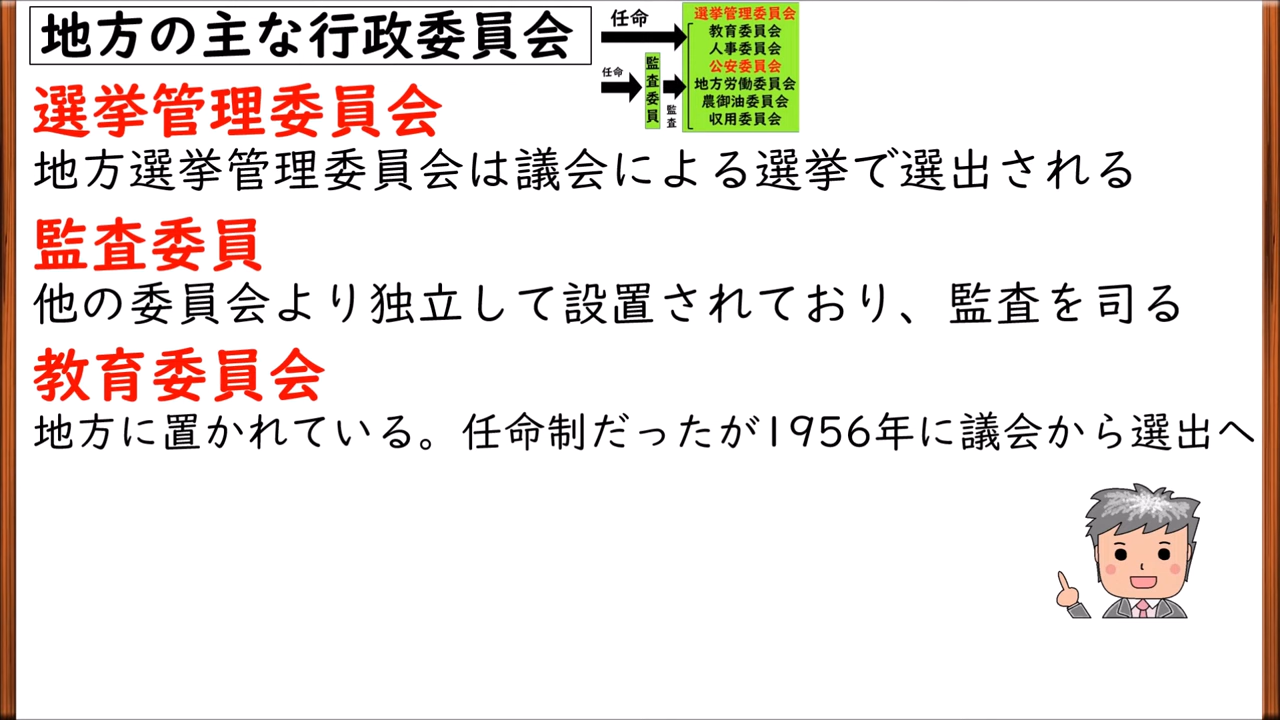 地方の主な行政委員会
任命
任命
監査委員
監査
選挙管理委員会
教育委員会
人事委員会
公安委員会
地方労働委員会
農御油委員会
収用委員会
選挙管理委員会
地方選挙管理委員会は議会による選挙で選出される
監査委員
他の委員会より独立して設置されており、監査を司る
教育委員会
地方に置かれている。任命制だったが1956年に議会から選出へ